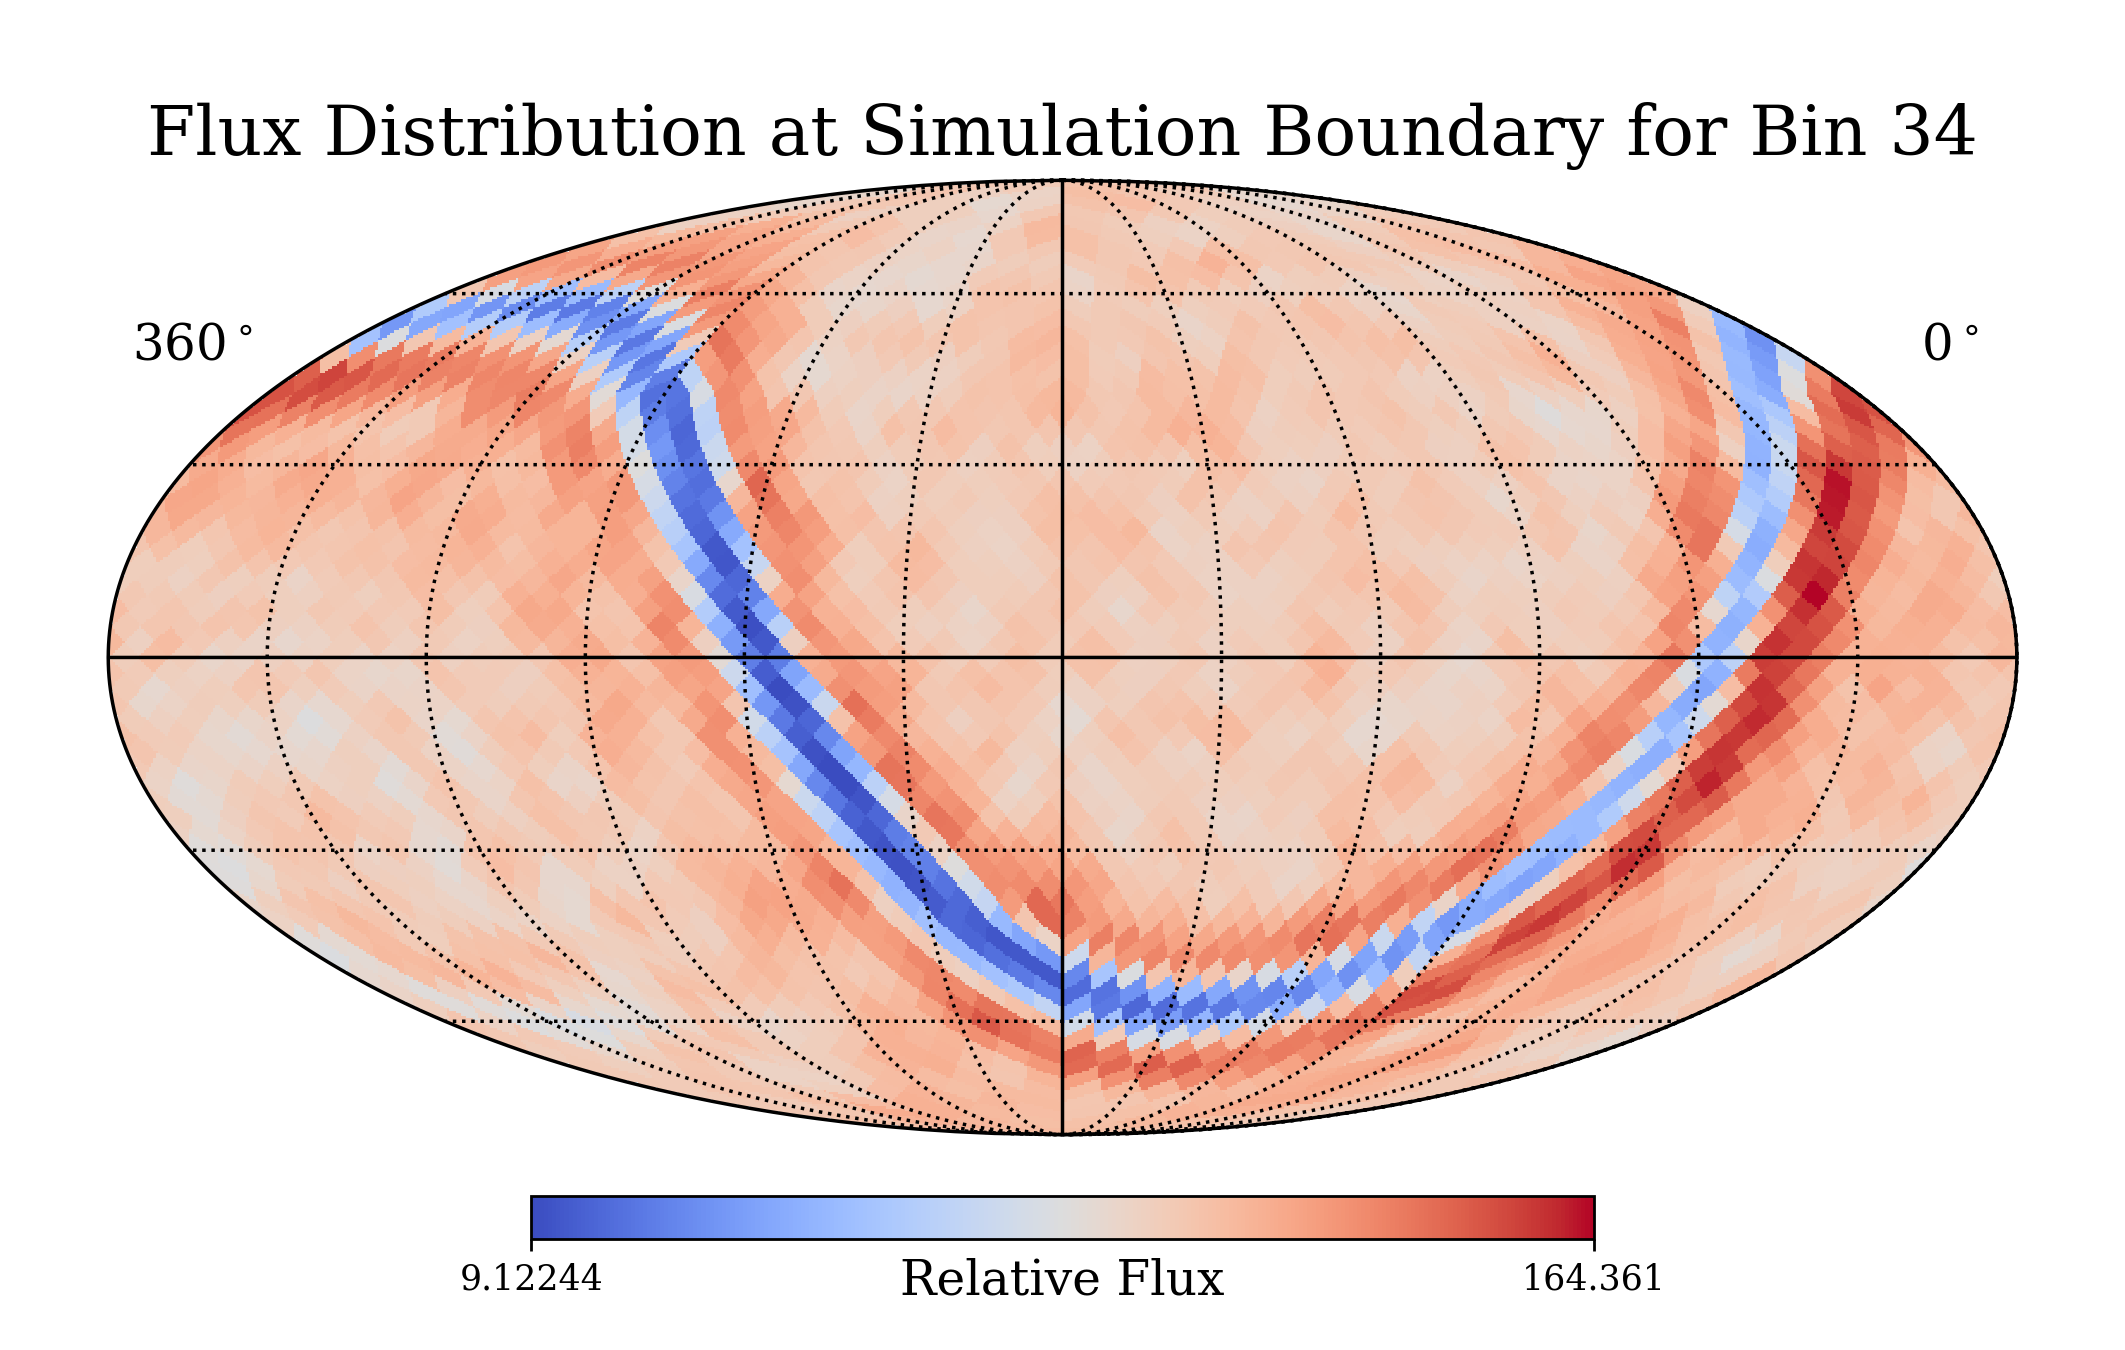 Flux Distribution at Simulation Boundary for Bin 34
360°
0°
9.12244
Relative Flux
164.361